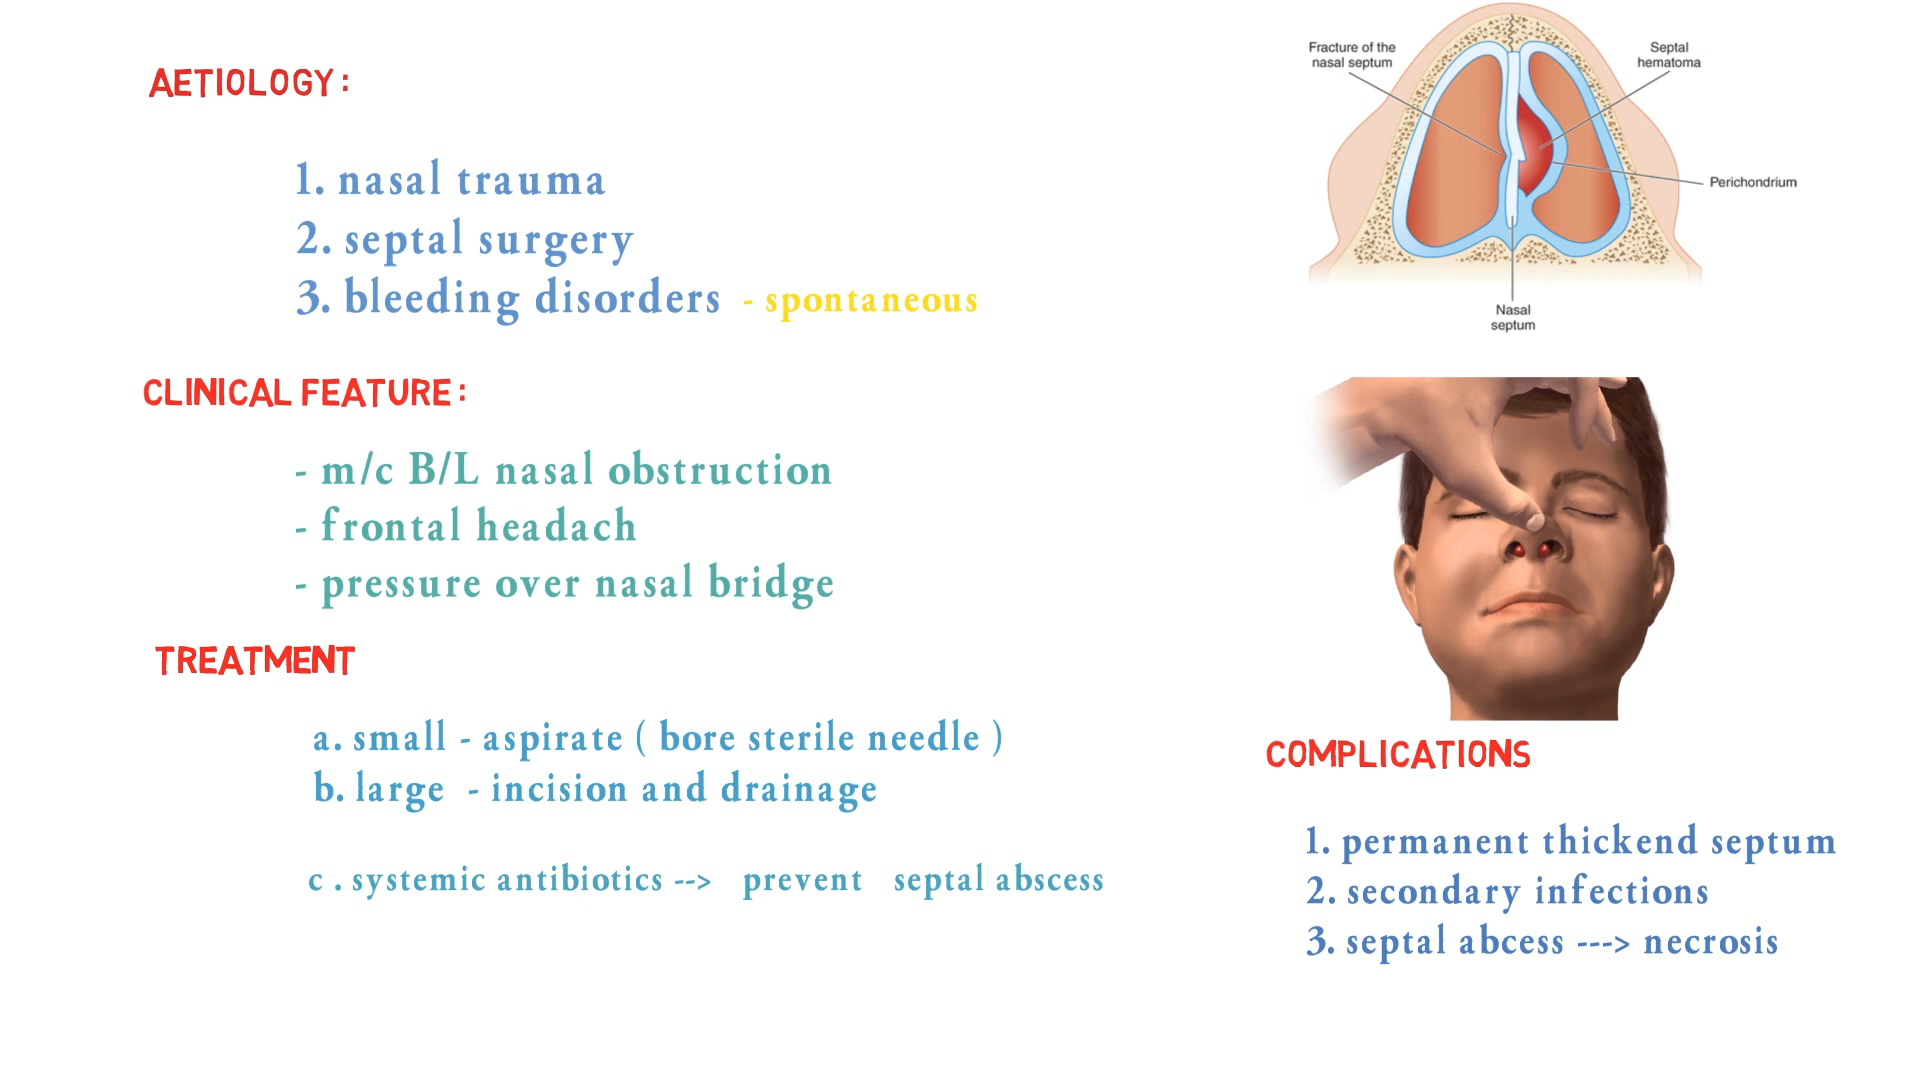 AETIOLOGY:
1. nasal trauma
2. septal surgery
3. bleeding disorders - spontaneous
CLINICAL FEATURE:
- m/c B/L nasal obstruction
- frontal headach
- pressure over nasal bridge
TREATMENT
a. small - aspirate ( bore sterile needle )
b. large - incision and drainage
c . systemic antibiotics --> prevent septal abscess
Fracture of the
nasal septum
Septal
hematoma
Perichondrium
Nasal
septum
COMPLICATIONS
1. permanent thickend septum
2. secondary infections
3. septal abcess ---> necrosis